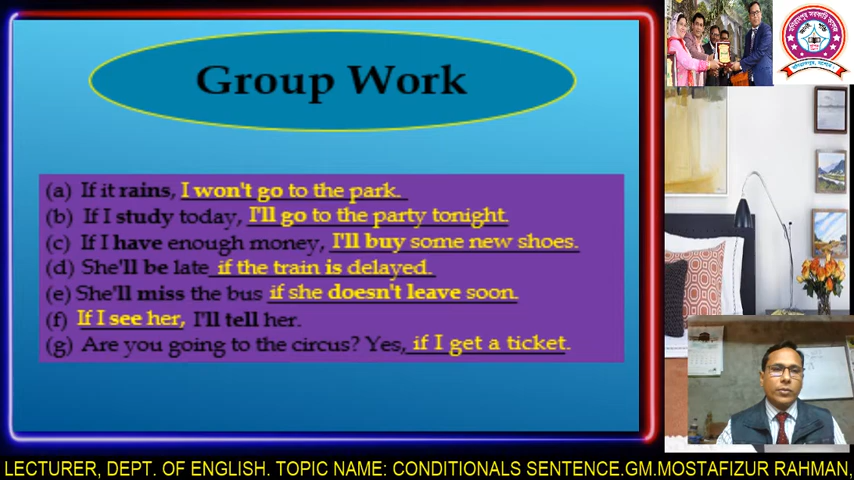 Group Work
(a) If it rains, I won't go to the park.
(b) If I study today, I'll go to the party tonight.
(c) If I have enough money, I'll buy some new shoes.
(d) She'll be late if the train is delayed.
(e) She'll miss the bus if she doesn't leave soon.
(f) If I see her, I'll tell her.
(g) Are you going to the circus? Yes, if I get a ticket.
LECTURER, DEPT. OF ENGLISH. TOPIC NAME: CONDITIONALS SENTENCE.GM.MOSTAFIZUR RAHMAN,